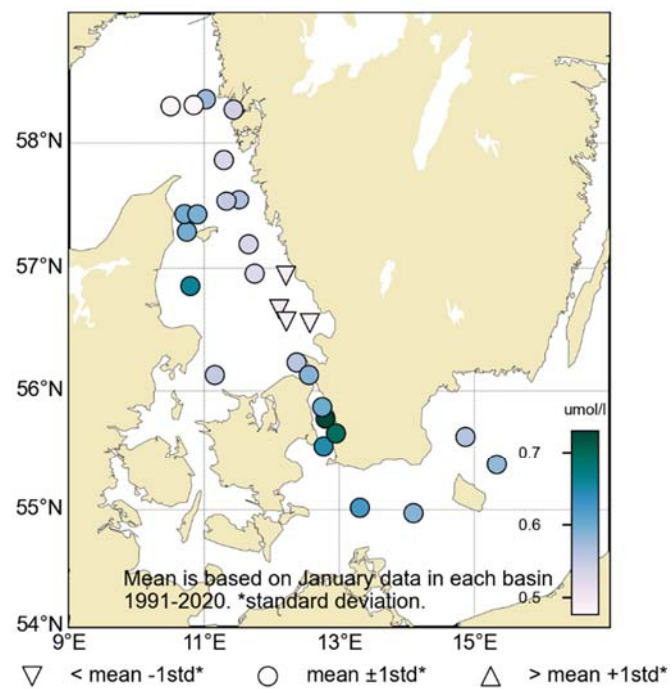 58°N
57°N
56°N
umol/l
0.7
55°N
0.6
Mean is based on January data in each basin
1991-2020. *standard deviation.
0.5
54°N
9°E 11°E 13°E 15°E
< mean -1std* mean ±1std* > mean +1std*